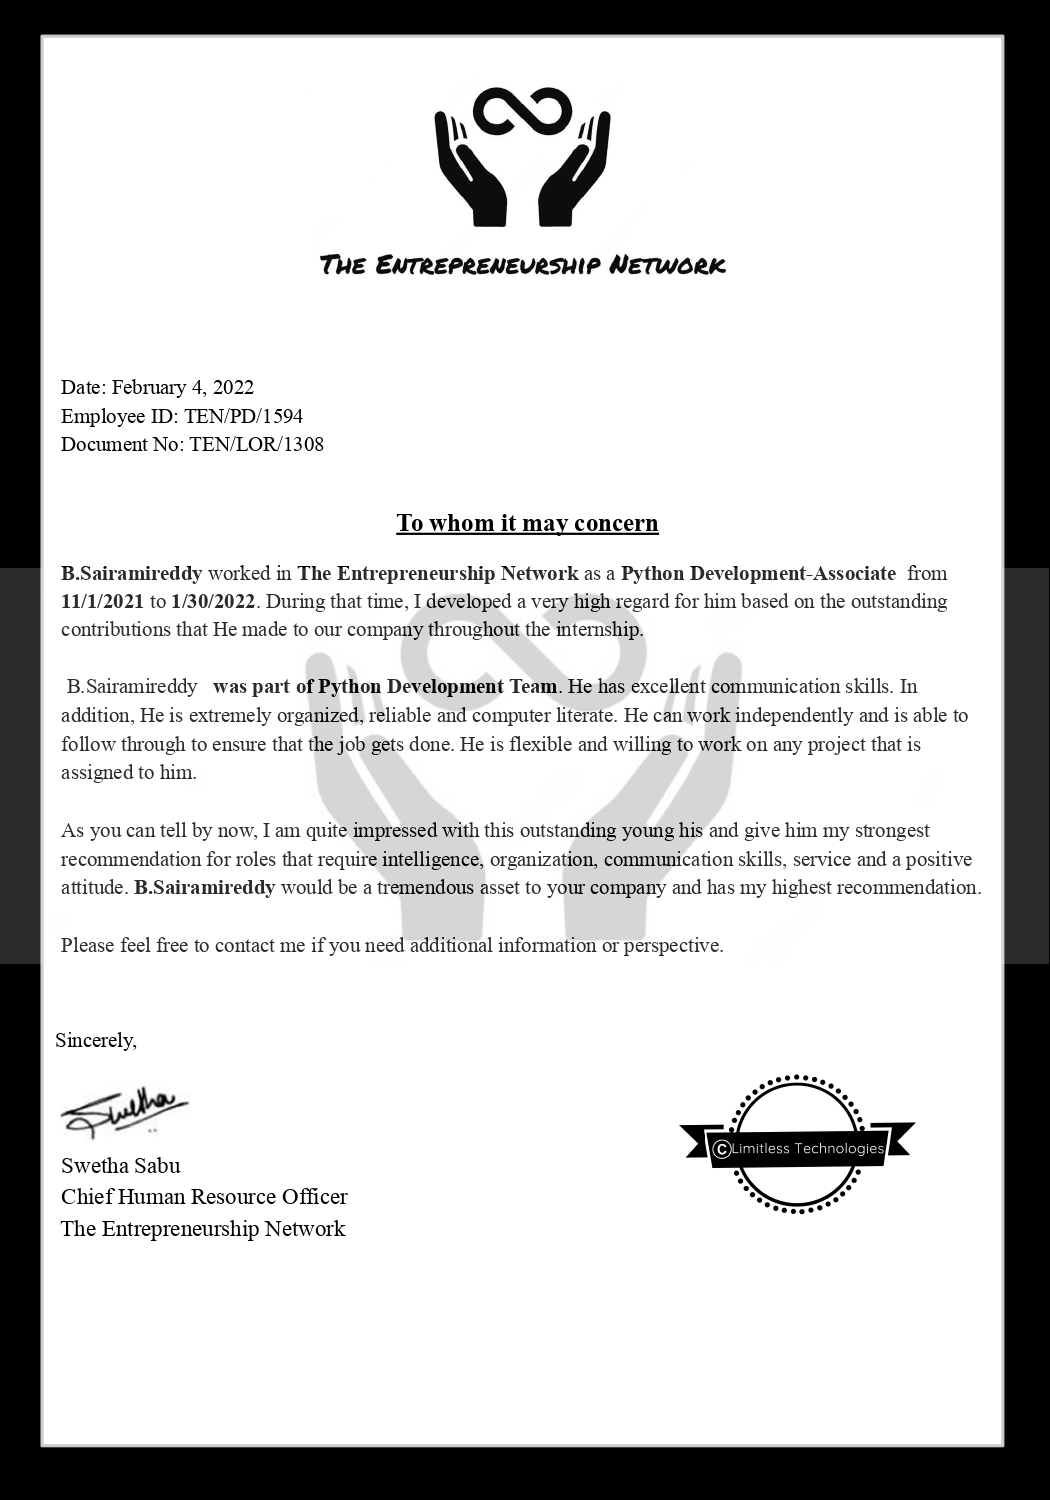 The Entrepreneurship Network
Date: February 4, 2022
Employee ID: TEN/PD/1594
Document No: TEN/LOR/1308
To whom it may concern
B.Sairamireddy worked in The Entrepreneurship Network as a Python Development-Associate from
11/1/2021 to 1/30/2022. During that time, I developed a very high regard for him based on the outstanding
contributions that He made to our company throughout the internship.
B.Sairamireddy was part of Python Development Team. He has excellent communication skills. In
addition, He is extremely organized, reliable and computer literate. He can work independently and is able to
follow through to ensure that the job gets done. He is flexible and willing to work on any project that is
assigned to him.
As you can tell by now, I am quite impressed with this outstanding young his and give him my strongest
recommendation for roles that require intelligence, organization, communication skills, service and a positive
attitude. B.Sairamireddy would be a tremendous asset to your company and has my highest recommendation.
Please feel free to contact me if you need additional information or perspective.
Sincerely,
Swetha
Swetha Sabu
Chief Human Resource Officer
The Entrepreneurship Network
©Limitless Technologies